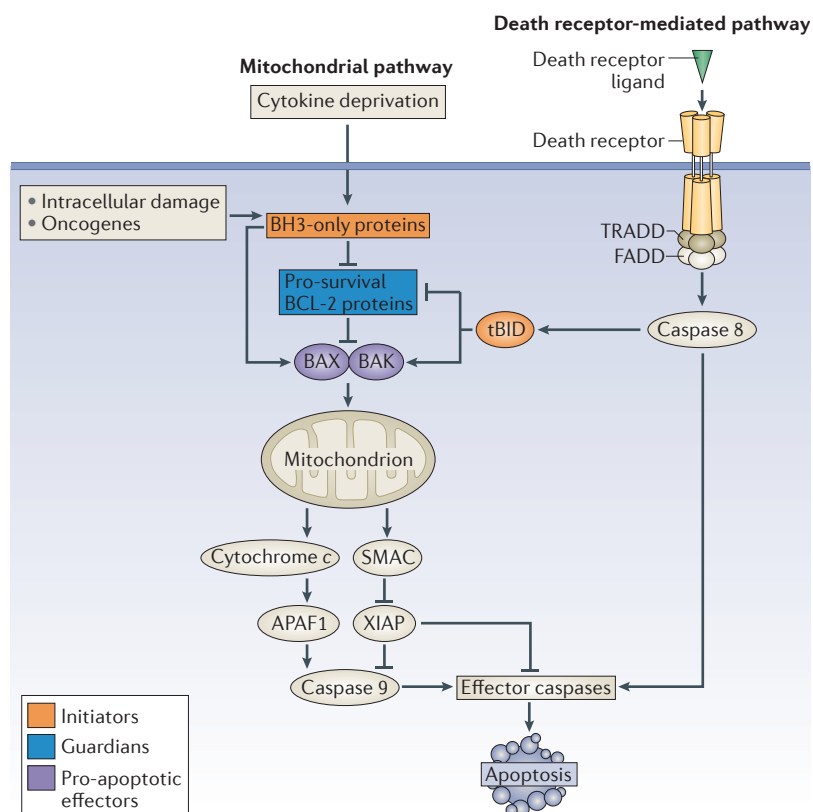 Death receptor-mediated pathway
Death receptor
ligand
Mitochondrial pathway
Cytokine deprivation
Death receptor
• Intracellular damage
• Oncogenes
BH3-only proteins
TRADD
FADD
Pro-survival
BCL-2 proteins
tBID
Caspase 8
BAX
BAK
Mitochondrion
Cytochrome c
SMAC
APAF1
XIAP
Caspase 9
Effector caspases
Initiators
Guardians
Pro-apoptotic
effectors
Apoptosis